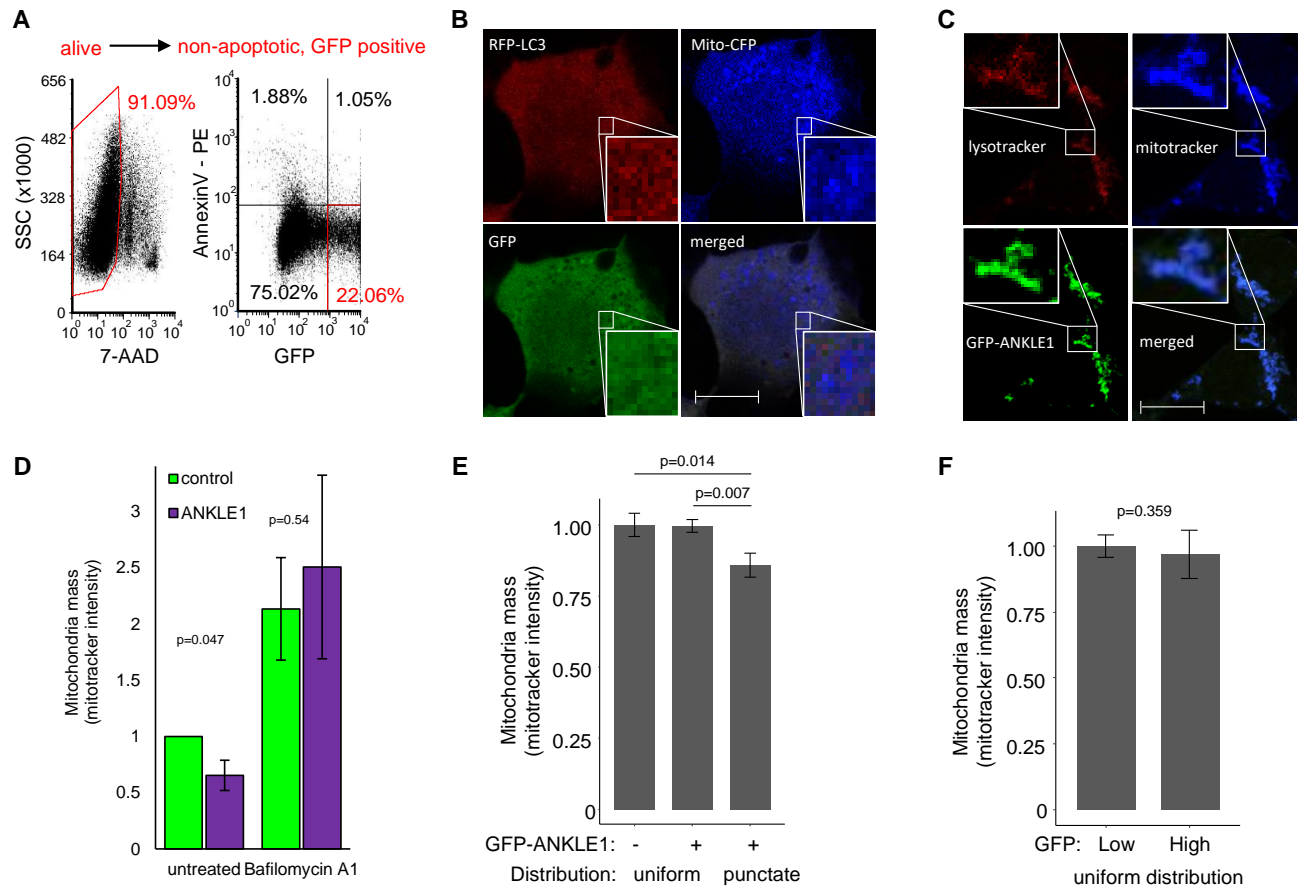 A
alive → non-apoptotic, GFP positive
91.09%
SSC (x1000)
656
482
328
164
0
10^0 10^1 10^2 10^3 10^4
7-AAD
1.88% 1.05%
AnnexinV - PE
10^4
10^3
10^2
10^1
10^0
75.02% 22.06%
10^0 10^1 10^2 10^3 10^4
GFP
B
RFP-LC3 Mito-CFP
GFP merged
C
lysotracker mitotracker
GFP-ANKLE1 merged
D
control
ANKLE1
Mitochondria mass
(mitotracker intensity)
3
2.5
2
1.5
1
0.5
0
p=0.54
p=0.047
untreated Bafilomycin A1
E
p=0.014
p=0.007
Mitochondria mass
(mitotracker intensity)
1.00
0.75
0.50
0.25
0
GFP-ANKLE1: - + +
Distribution: uniform punctate
F
p=0.359
Mitochondria mass
(mitotracker intensity)
1.00
0.75
0.50
0.25
0
GFP: Low High
uniform distribution